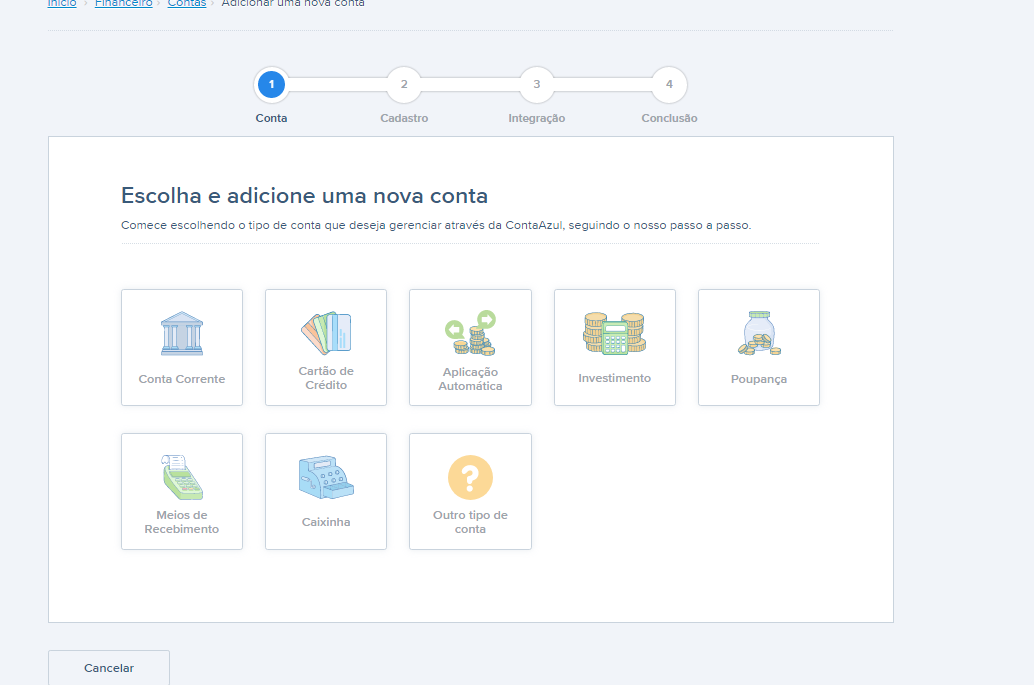 Início › Financeiro › Contas › Adicionar uma nova conta
1 2 3 4
Conta Cadastro Integração Conclusão
Escolha e adicione uma nova conta
Comece escolhendo o tipo de conta que deseja gerenciar através da ContaAzul, seguindo o nosso passo a passo.
Conta Corrente
Cartão de
Crédito
Aplicação
Automática
Investimento
Poupança
Meios de
Recebimento
Caixinha
?
Outro tipo de
conta
Cancelar